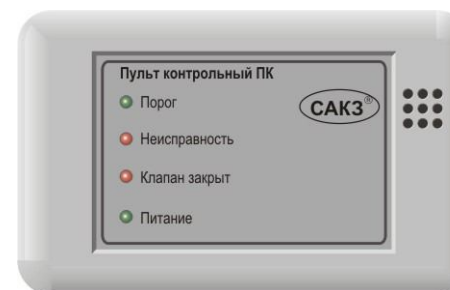 Пульт контрольный ПК
Порог
САКЗ®
Неисправность
Клапан закрыт
Питание